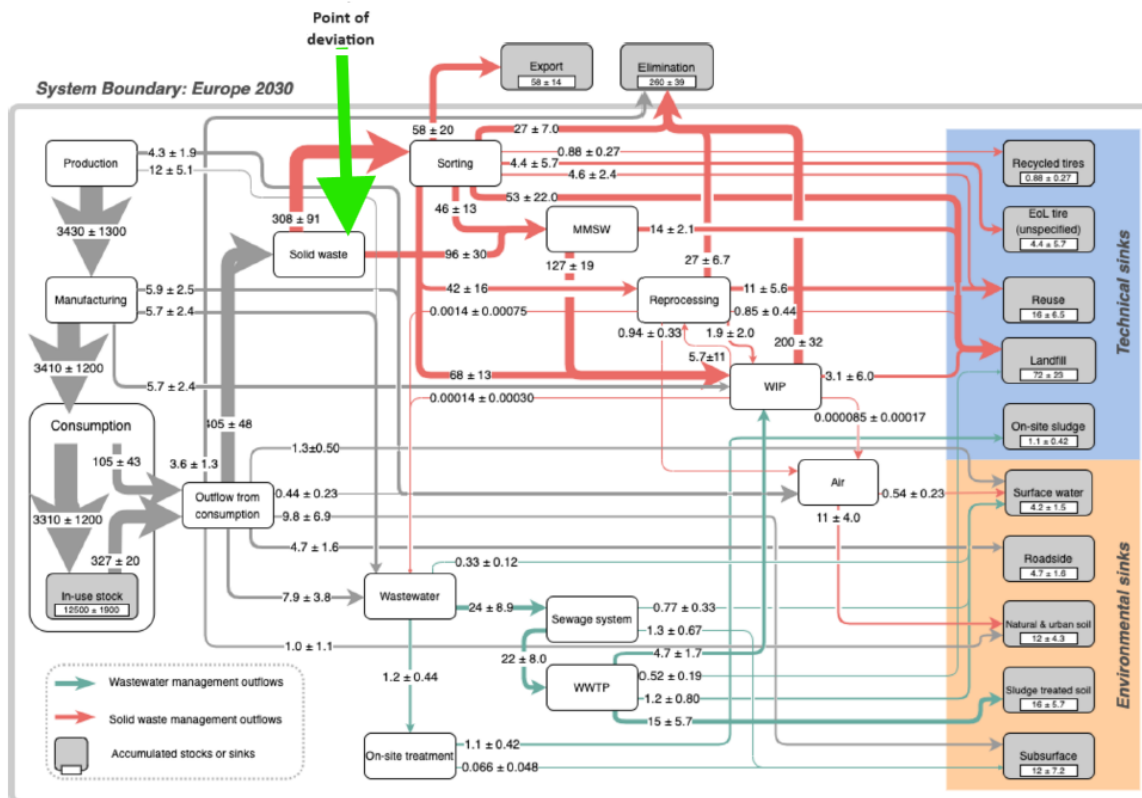 Point of
deviation
System Boundary: Europe 2030
Export
58 ± 14
Elimination
260 ± 39
Production
4.3 ± 1.9
12 ± 5.1
58 ± 20
27 ± 7.0
Sorting
0.88 ± 0.27
4.4 ± 5.7
4.6 ± 2.4
53 ± 22.0
Recycled tires
0.88 ± 0.27
3430 ± 1300
308 ± 91
46 ± 13
MMSW
14 ± 2.1
EoL tire
(unspecified)
4.4 ± 5.7
Solid waste
96 ± 30
127 ± 19
27 ± 6.7
Manufacturing
5.9 ± 2.5
5.7 ± 2.4
42 ± 16
Reprocessing
11 ± 5.6
Reuse
16 ± 6.5
0.0014 ± 0.00075
0.85 ± 0.44
0.94 ± 0.33
1.9 ± 2.0
200 ± 32
3410 ± 1200
5.7±11
Landfill
72 ± 23
5.7 ± 2.4
68 ± 13
WIP
3.1 ± 6.0
0.00014 ± 0.00030
0.000085 ± 0.00017
Consumption
405 ± 48
On-site sludge
1.1 ± 0.42
105 ± 43
3.6 ± 1.3
1.3±0.50
Outflow from
consumption
0.44 ± 0.23
9.8 ± 6.9
Air
0.54 ± 0.23
Surface water
4.2 ± 1.5
3310 ± 1200
11 ± 4.0
327 ± 20
4.7 ± 1.6
Roadside
4.7 ± 1.6
In-use stock
12500 ± 1900
0.33 ± 0.12
7.9 ± 3.8
Wastewater
24 ± 8.9
Sewage system
0.77 ± 0.33
1.3 ± 0.67
Natural & urban soil
12 ± 4.3
1.0 ± 1.1
22 ± 8.0
4.7 ± 1.7
WWTP
0.52 ± 0.19
1.2 ± 0.80
15 ± 5.7
Sludge treated soil
16 ± 5.7
1.2 ± 0.44
Wastewater management outflows
Solid waste management outflows
Accumulated stocks or sinks
On-site treatment
1.1 ± 0.42
0.066 ± 0.048
Subsurface
12 ± 7.2
Technical sinks
Environmental sinks